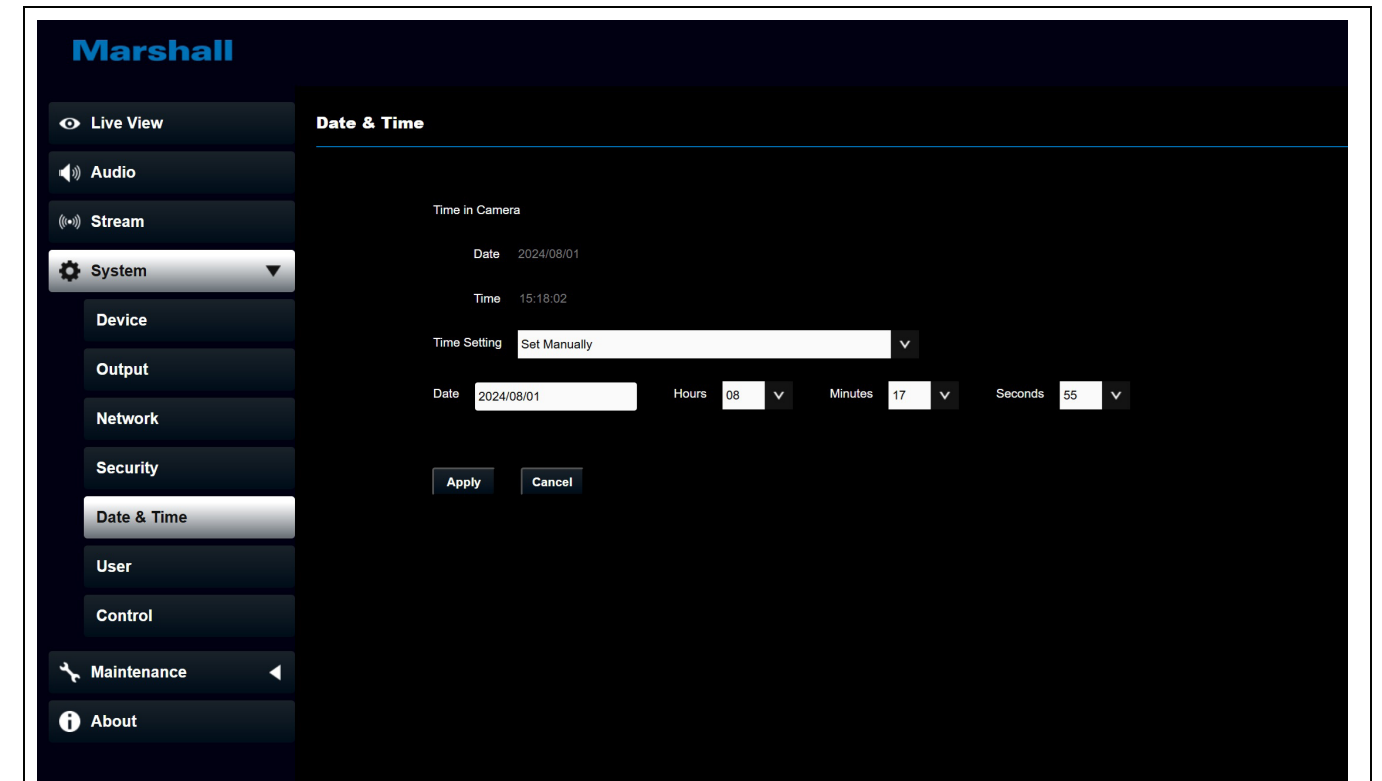 Marshall
Live View
Audio
Stream
System
Device
Output
Network
Security
Date & Time
User
Control
Maintenance
About
Date & Time
Time in Camera
Date 2024/08/01
Time 15:18:02
Time Setting Set Manually
Date 2024/08/01 Hours 08 Minutes 17 Seconds 55
Apply Cancel